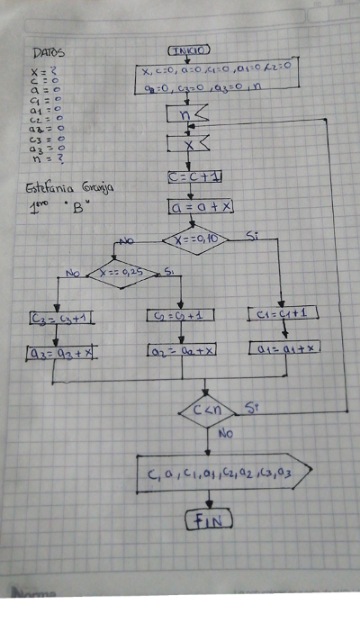 DATOS
x = ?
c = 0
a = 0
c1 = 0
a1 = 0
c2 = 0
a2 = 0
c3 = 0
a3 = 0
n = ?
Estefania Granja
1ero "B"
INICIO
x, c=0, a=0, c1=0, a1=0, c2=0
a2=0, c3=0, a3=0, n
n
x
c = c+1
a = a+x
x==0,10
No
Si
x==0,25
No
Si
c3=c3+1
c2=c2+1
c1=c1+1
a3=a3+x
a2=a2+x
a1=a1+x
c<n
Si
No
c, a, c1, a1, c2, a2, c3, a3
FIN
Norma